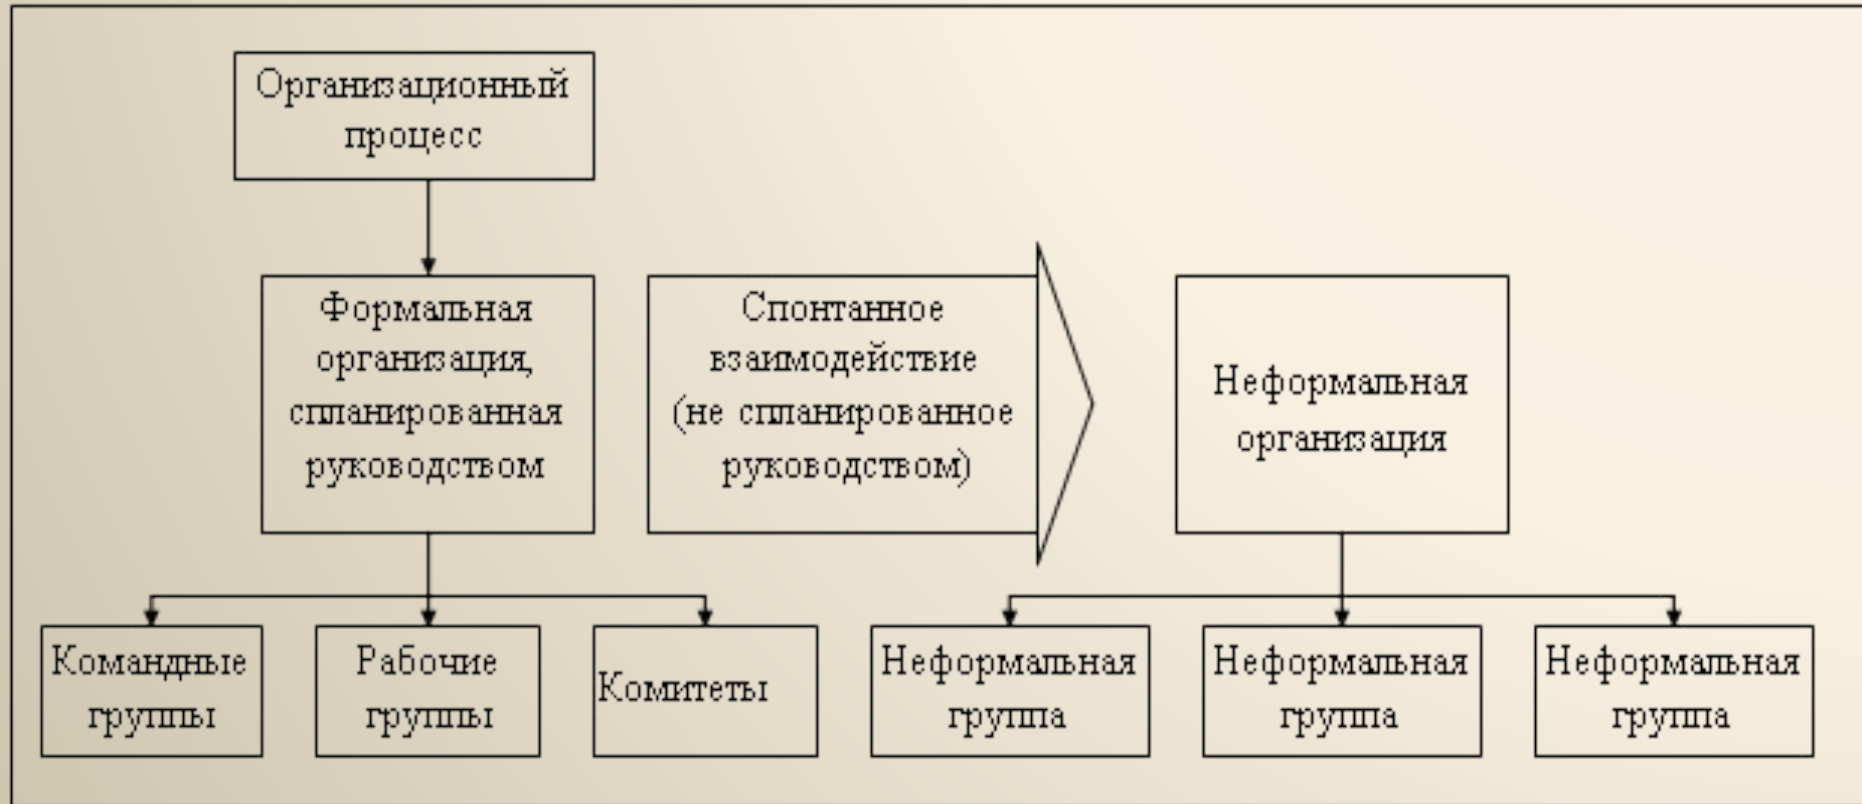 Организационный
процесс
Формальная
организация,
спланированная
руководством
Спонтанное
взаимодействие
(не спланированное
руководством)
Неформальная
организация
Командные
группы
Рабочие
группы
Комитеты
Неформальная
группа
Неформальная
группа
Неформальная
группа